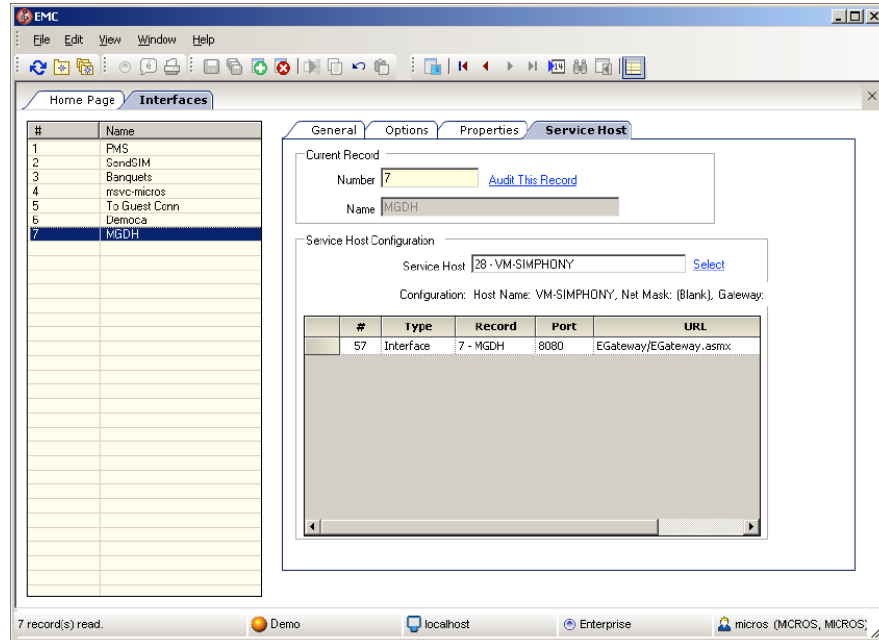 EMC
File Edit View Window Help
14
Home Page Interfaces
# Name
1 PMS
2 SendSIM
3 Banquets
4 msvc-micros
5 To Guest Conn
6 Democa
7 MGDH
General Options Properties Service Host
Current Record
Number 7 Audit This Record
Name MGDH
Service Host Configuration
Service Host 28 - VM-SIMPHONY Select
Configuration: Host Name: VM-SIMPHONY, Net Mask: (Blank), Gateway:
# Type Record Port URL
57 Interface 7 - MGDH 8080 EGateway/EGateway.asmx
7 record(s) read. Demo localhost Enterprise micros (MCROS, MICROS)